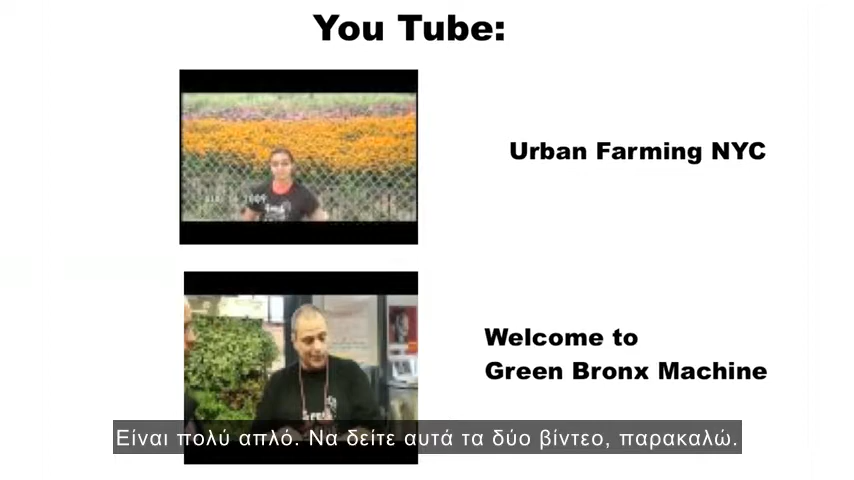 You Tube:
Urban Farming NYC
Welcome to
Green Bronx Machine
Είναι πολύ απλό. Να δείτε αυτά τα δύο βίντεο, παρακαλώ.